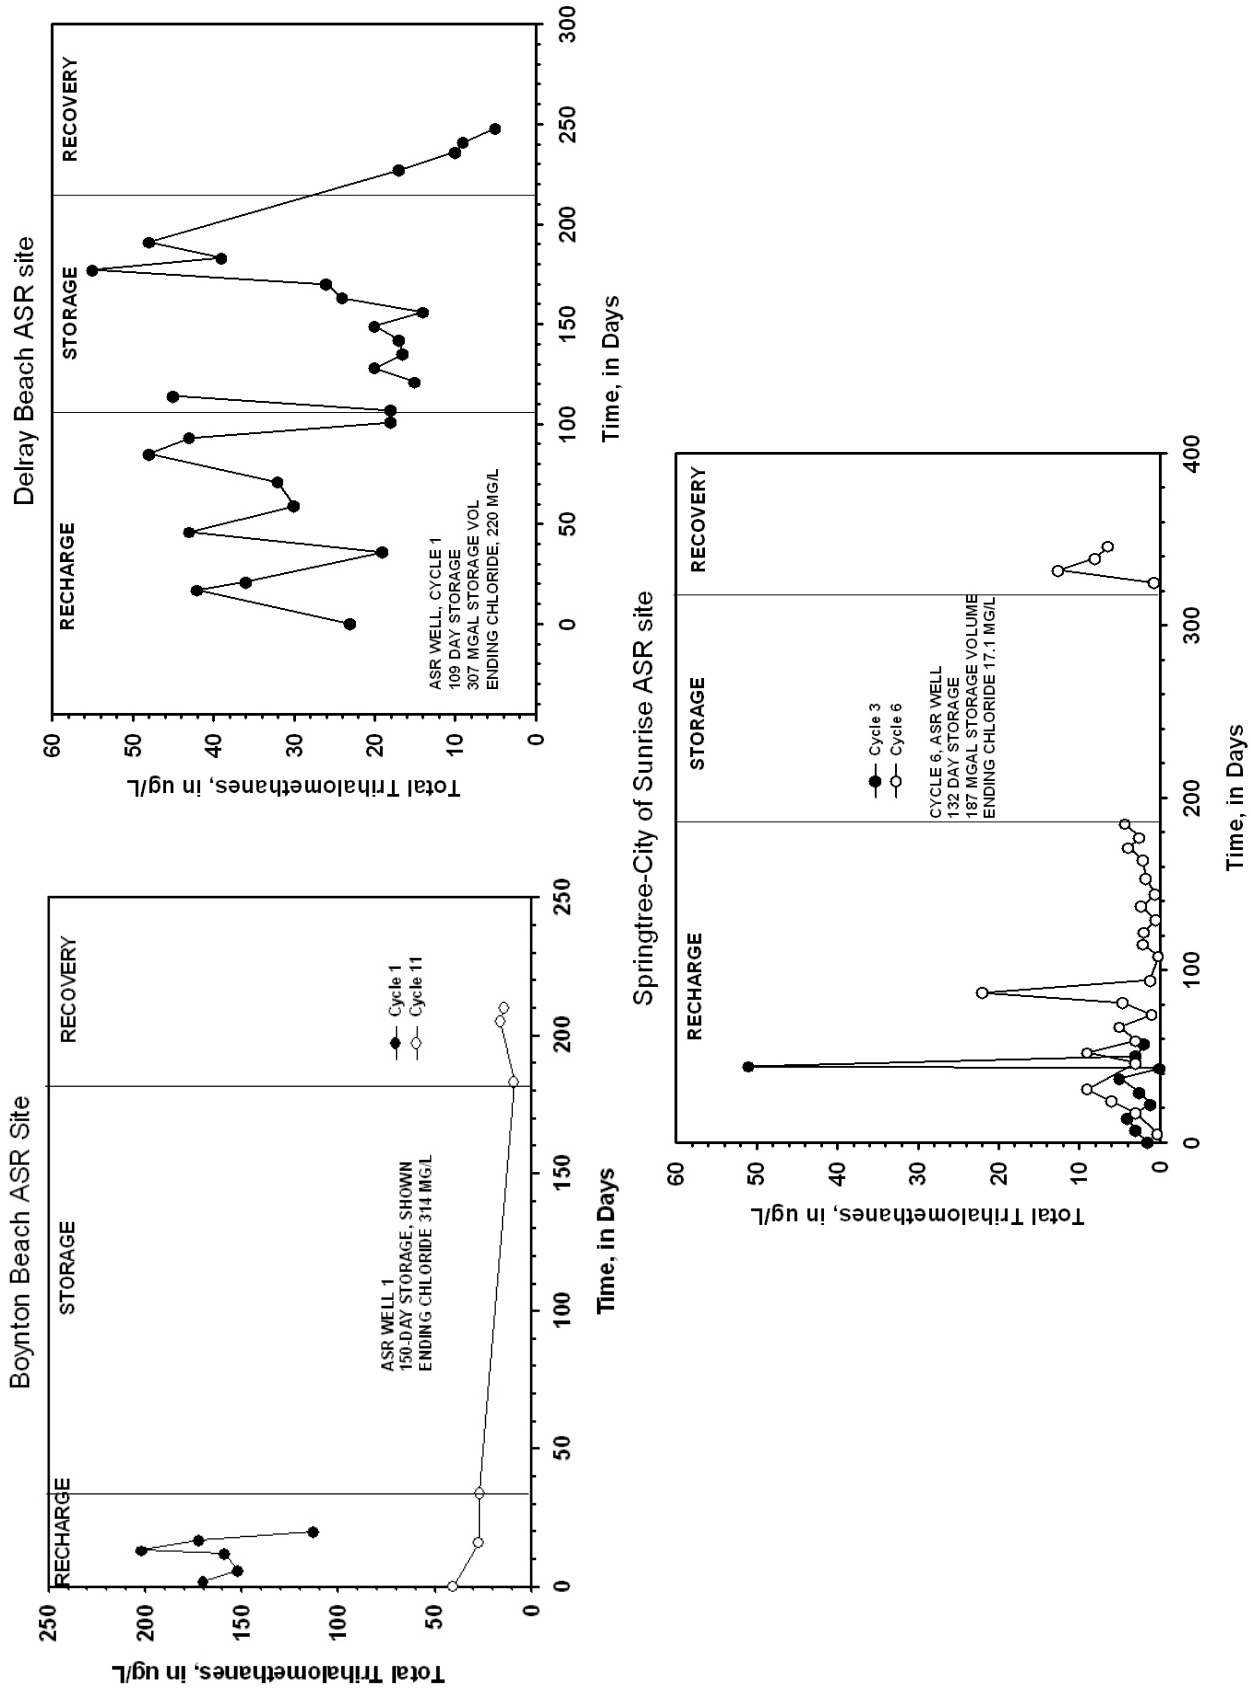 Boynton Beach ASR Site
Total Trihalomethanes, in ug/L
250
200
150
100
50
0
RECHARGE
STORAGE
RECOVERY
ASR WELL 1
150-DAY STORAGE, SHOWN
ENDING CHLORIDE 314 MG/L
Cycle 1
Cycle 11
0
50
100
150
200
250
Time, in Days
Delray Beach ASR site
Total Trihalomethanes, in ug/L
60
50
40
30
20
10
0
RECHARGE
STORAGE
RECOVERY
ASR WELL, CYCLE 1
109 DAY STORAGE
307 MGAL STORAGE VOL
ENDING CHLORIDE, 220 MG/L
0
50
100
150
200
250
300
Time, in Days
Springtree-City of Sunrise ASR site
Total Trihalomethanes, in ug/L
60
50
40
30
20
10
0
RECHARGE
STORAGE
RECOVERY
Cycle 3
Cycle 6
CYCLE 6, ASR WELL
132 DAY STORAGE
187 MGAL STORAGE VOLUME
ENDING CHLORIDE 17.1 MG/L
0
100
200
300
400
Time, in Days